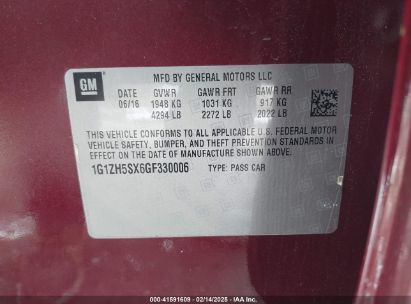 GM
MFD BY GENERAL MOTORS LLC
DATE GVWR GAWR FRT GAWR RR
06/16 1948 KG 1031 KG 917 KG
4294 LB 2272 LB 2022 LB
THIS VEHICLE CONFORMS TO ALL APPLICABLE U.S. FEDERAL MOTOR
VEHICLE SAFETY, BUMPER, AND THEFT PREVENTION STANDARDS
IN EFFECT ON THE DATE OF MANUFACTURE SHOWN ABOVE.
1G1ZH5SX6GF330006 TYPE: PASS CAR
000-41591609 - 02/14/2025 - IAA Inc.